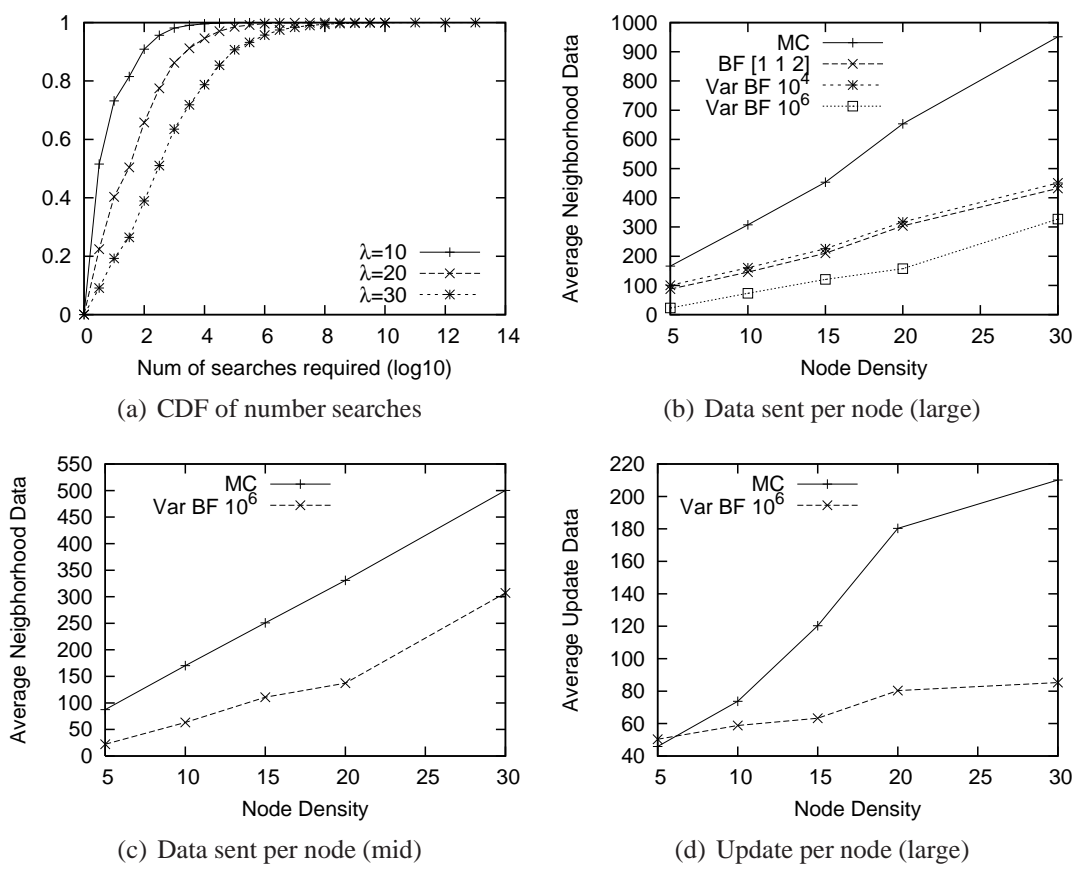 1
0.8
0.6
0.4
0.2
0
0 2 4 6 8 10 12 14
Num of searches required (log10)
λ=10
λ=20
λ=30
(a) CDF of number searches
Average Neighborhood Data
1000
900
800
700
600
500
400
300
200
100
0
5 10 15 20 25 30
Node Density
MC
BF [1 1 2]
Var BF 10^4
Var BF 10^6
(b) Data sent per node (large)
Average Neigbhorhood Data
550
500
450
400
350
300
250
200
150
100
50
0
5 10 15 20 25 30
Node Density
MC
Var BF 10^6
(c) Data sent per node (mid)
Average Update Data
220
200
180
160
140
120
100
80
60
40
5 10 15 20 25 30
Node Density
MC
Var BF 10^6
(d) Update per node (large)